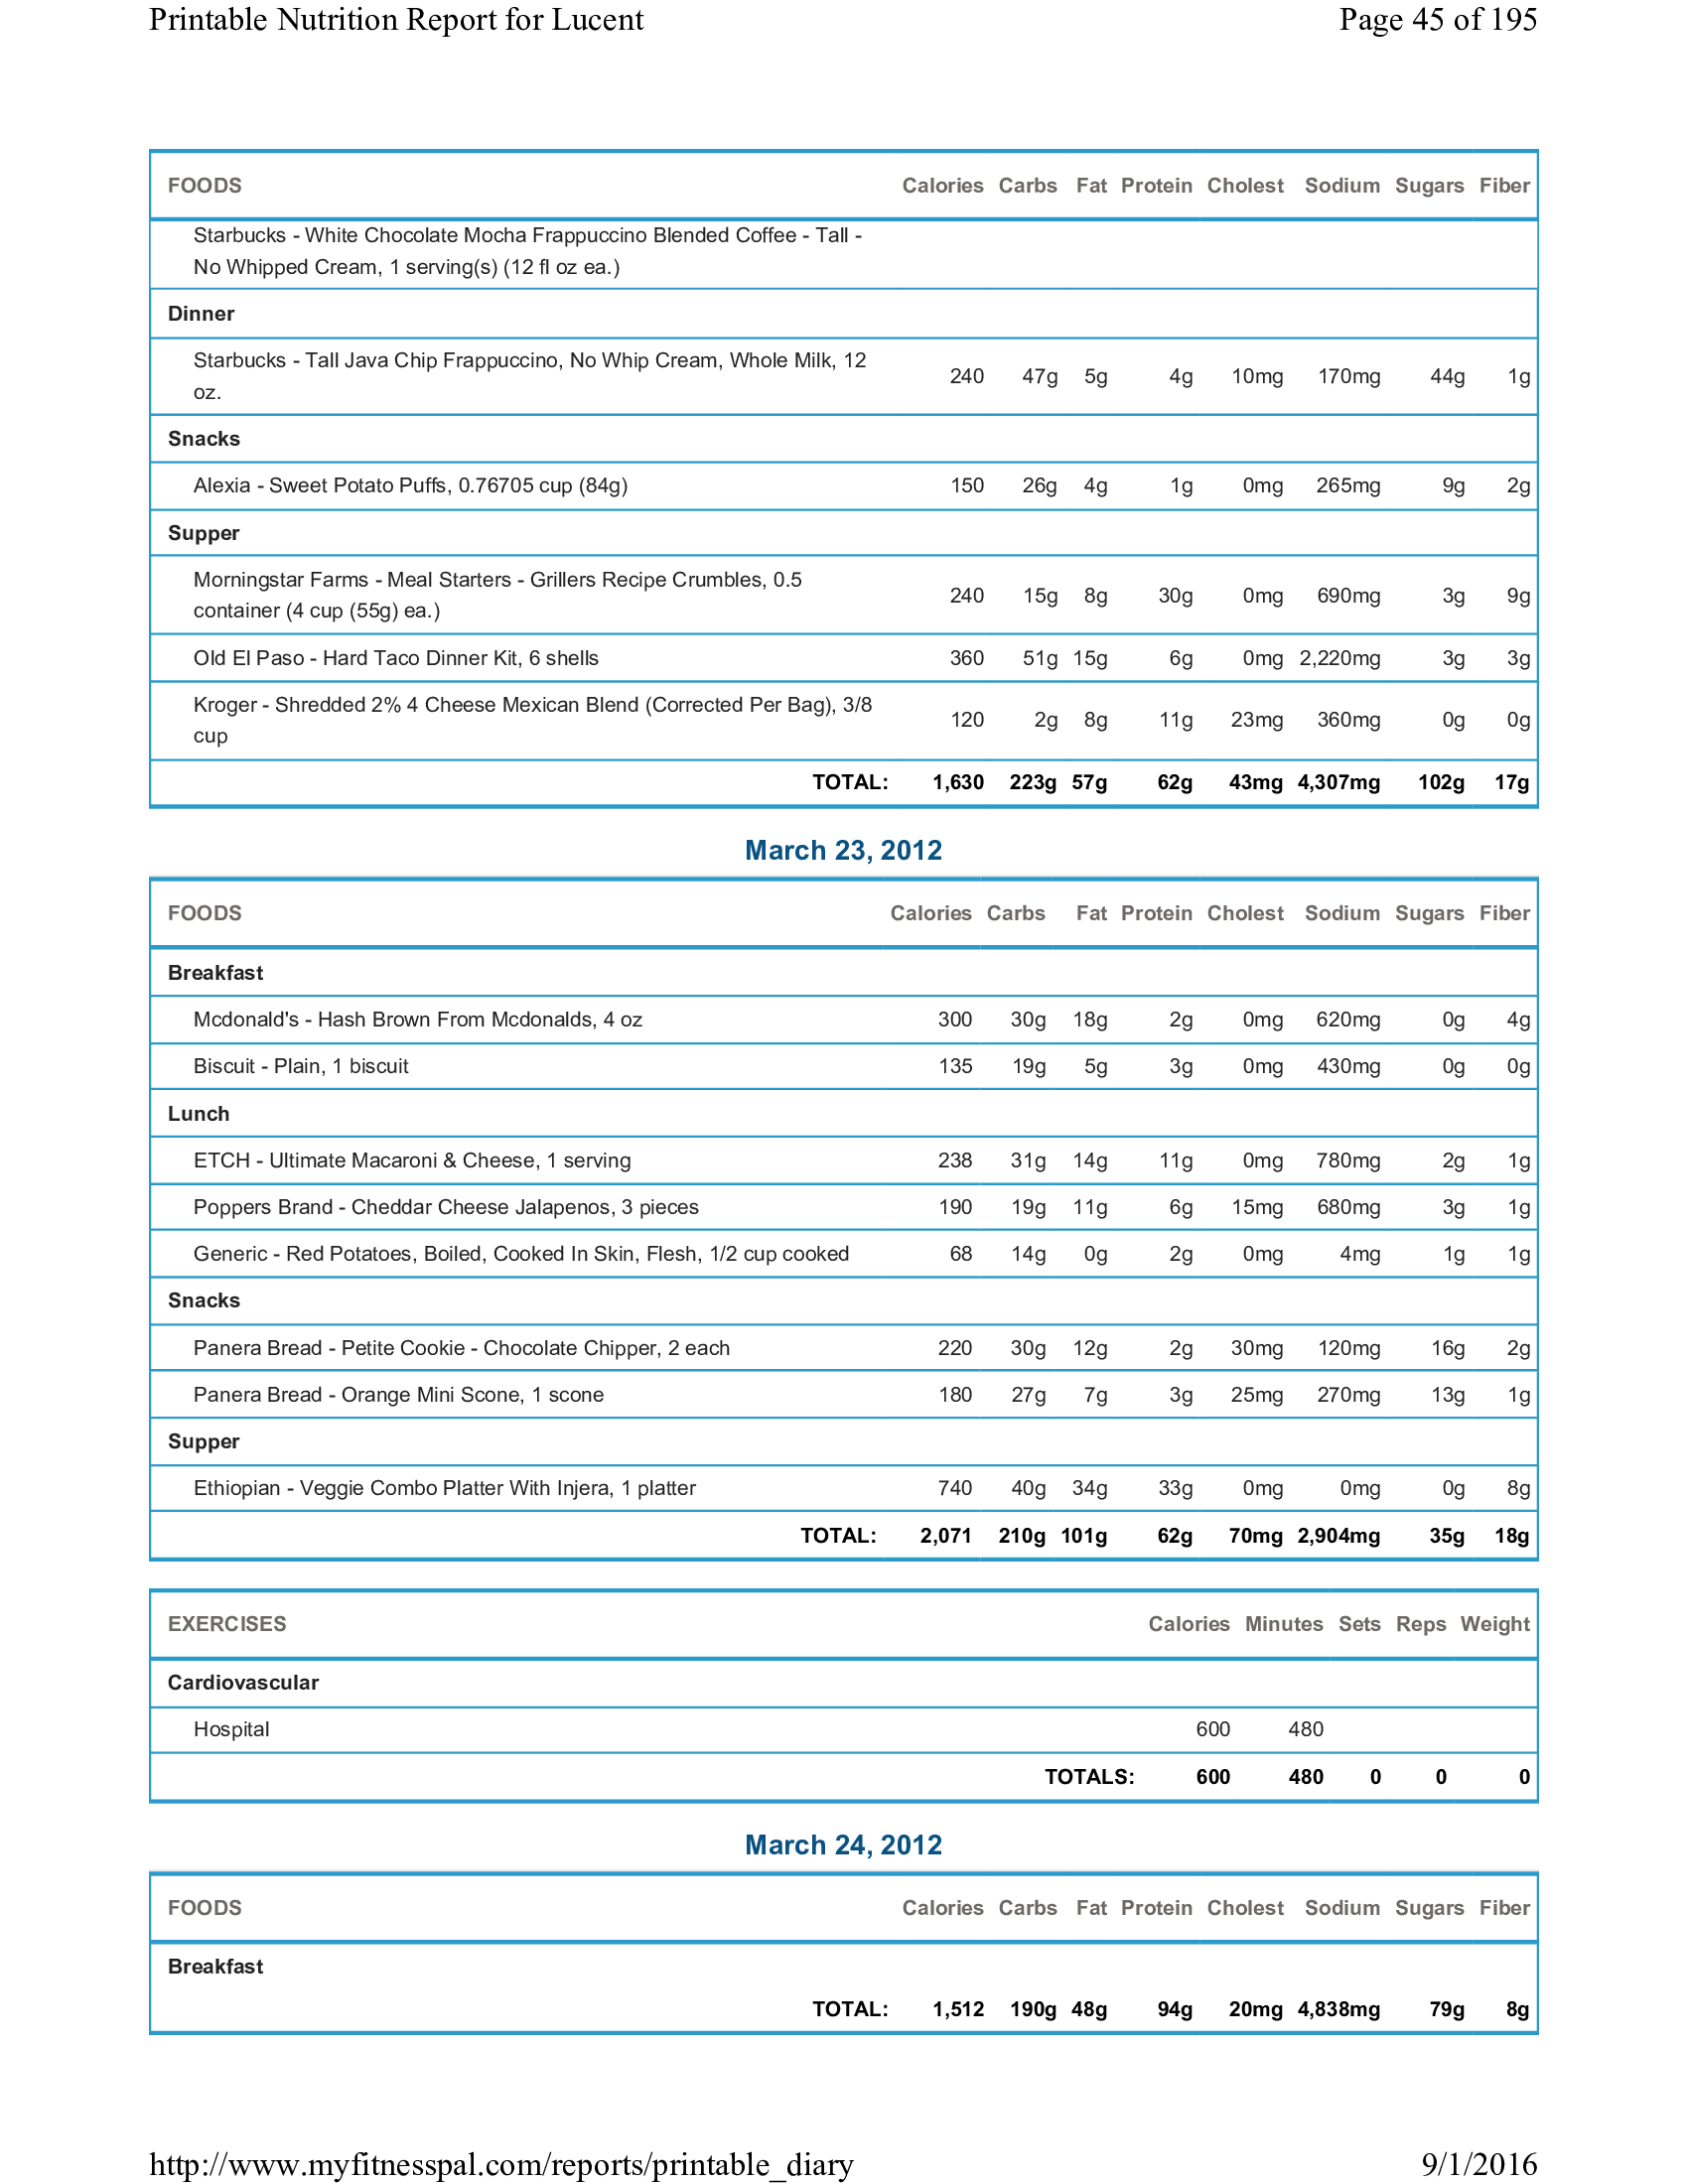 Printable Nutrition Report for Lucent Page 45 of 195
FOODS Calories Carbs Fat Protein Cholest Sodium Sugars Fiber
Starbucks - White Chocolate Mocha Frappuccino Blended Coffee - Tall -
No Whipped Cream, 1 serving(s) (12 fl oz ea.)
Dinner
Starbucks - Tall Java Chip Frappuccino, No Whip Cream, Whole Milk, 12
oz. 240 47g 5g 4g 10mg 170mg 44g 1g
Snacks
Alexia - Sweet Potato Puffs, 0.76705 cup (84g) 150 26g 4g 1g 0mg 265mg 9g 2g
Supper
Morningstar Farms - Meal Starters - Grillers Recipe Crumbles, 0.5
container (4 cup (55g) ea.) 240 15g 8g 30g 0mg 690mg 3g 9g
Old El Paso - Hard Taco Dinner Kit, 6 shells 360 51g 15g 6g 0mg 2,220mg 3g 3g
Kroger - Shredded 2% 4 Cheese Mexican Blend (Corrected Per Bag), 3/8
cup 120 2g 8g 11g 23mg 360mg 0g 0g
TOTAL: 1,630 223g 57g 62g 43mg 4,307mg 102g 17g
March 23, 2012
FOODS Calories Carbs Fat Protein Cholest Sodium Sugars Fiber
Breakfast
Mcdonald's - Hash Brown From Mcdonalds, 4 oz 300 30g 18g 2g 0mg 620mg 0g 4g
Biscuit - Plain, 1 biscuit 135 19g 5g 3g 0mg 430mg 0g 0g
Lunch
ETCH - Ultimate Macaroni & Cheese, 1 serving 238 31g 14g 11g 0mg 780mg 2g 1g
Poppers Brand - Cheddar Cheese Jalapenos, 3 pieces 190 19g 11g 6g 15mg 680mg 3g 1g
Generic - Red Potatoes, Boiled, Cooked In Skin, Flesh, 1/2 cup cooked 68 14g 0g 2g 0mg 4mg 1g 1g
Snacks
Panera Bread - Petite Cookie - Chocolate Chipper, 2 each 220 30g 12g 2g 30mg 120mg 16g 2g
Panera Bread - Orange Mini Scone, 1 scone 180 27g 7g 3g 25mg 270mg 13g 1g
Supper
Ethiopian - Veggie Combo Platter With Injera, 1 platter 740 40g 34g 33g 0mg 0mg 0g 8g
TOTAL: 2,071 210g 101g 62g 70mg 2,904mg 35g 18g
EXERCISES Calories Minutes Sets Reps Weight
Cardiovascular
Hospital 600 480
TOTALS: 600 480 0 0 0
March 24, 2012
FOODS Calories Carbs Fat Protein Cholest Sodium Sugars Fiber
Breakfast
TOTAL: 1,512 190g 48g 94g 20mg 4,838mg 79g 8g
http://www.myfitnesspal.com/reports/printable_diary 9/1/2016